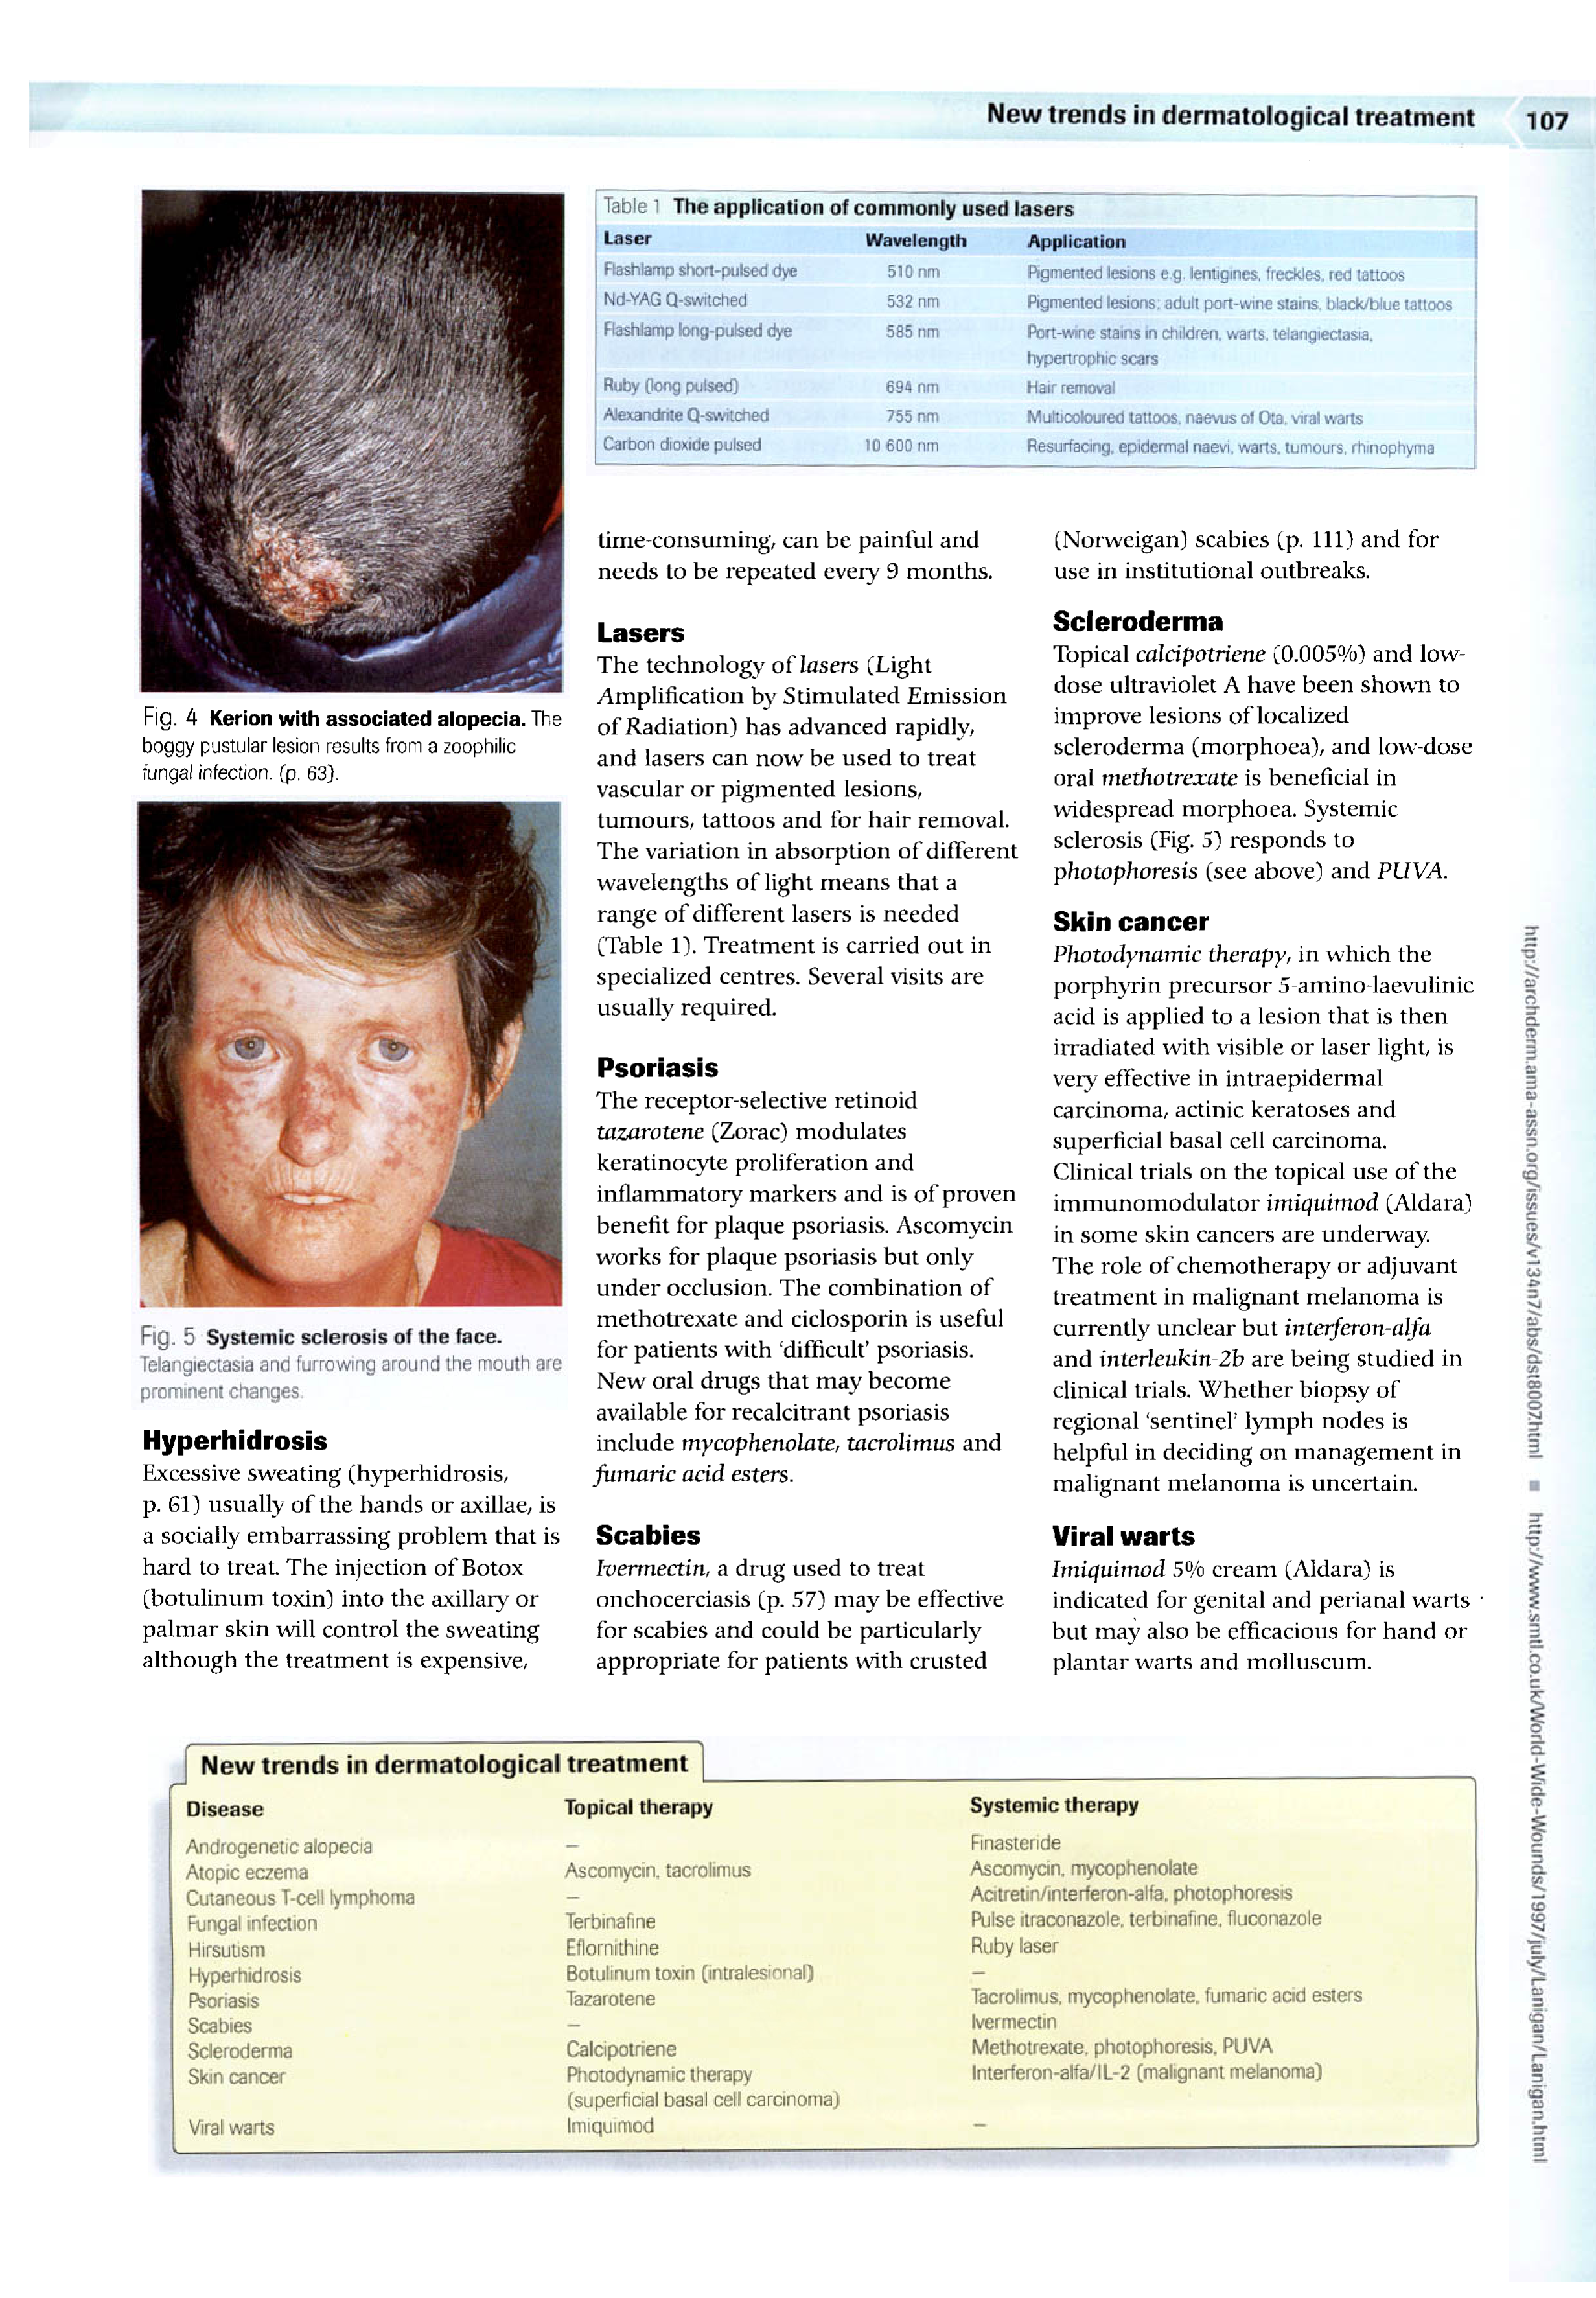 New trends in dermatological treatment
107
Table 1 The application of commonly used lasers
Laser Wavelength Application
Flashlamp short-pulsed dye 510 nm Pigmented lesions e.g. lentigines, freckles, red tattoos
Nd-YAG Q-switched 532 nm Pigmented lesions; adult port-wine stains, black/blue tattoos
Flashlamp long-pulsed dye 585 nm Port-wine stains in children, warts, telangiectasia,
hypertrophic scars
Ruby (long pulsed) 694 nm Hair removal
Alexandrite Q-switched 755 nm Multicoloured tattoos, naevus of Ota, viral warts
Carbon dioxide pulsed 10 600 nm Resurfacing, epidermal naevi, warts, tumours, rhinophyma
Fig. 4 Kerion with associated alopecia. The
boggy pustular lesion results from a zoophilic
fungal infection. (p. 63).
Fig. 5 Systemic sclerosis of the face.
Telangiectasia and furrowing around the mouth are
prominent changes.
Hyperhidrosis
Excessive sweating (hyperhidrosis,
p. 61) usually of the hands or axillae, is
a socially embarrassing problem that is
hard to treat. The injection of Botox
(botulinum toxin) into the axillary or
palmar skin will control the sweating
although the treatment is expensive,
time-consuming, can be painful and
needs to be repeated every 9 months.
Lasers
The technology of lasers (Light
Amplification by Stimulated Emission
of Radiation) has advanced rapidly,
and lasers can now be used to treat
vascular or pigmented lesions,
tumours, tattoos and for hair removal.
The variation in absorption of different
wavelengths of light means that a
range of different lasers is needed
(Table 1). Treatment is carried out in
specialized centres. Several visits are
usually required.
Psoriasis
The receptor-selective retinoid
tazarotene (Zorac) modulates
keratinocyte proliferation and
inflammatory markers and is of proven
benefit for plaque psoriasis. Ascomycin
works for plaque psoriasis but only
under occlusion. The combination of
methotrexate and ciclosporin is useful
for patients with ‘difficult’ psoriasis.
New oral drugs that may become
available for recalcitrant psoriasis
include mycophenolate, tacrolimus and
fumaric acid esters.
Scabies
Ivermectin, a drug used to treat
onchocerciasis (p. 57) may be effective
for scabies and could be particularly
appropriate for patients with crusted
(Norweigan) scabies (p. 111) and for
use in institutional outbreaks.
Scleroderma
Topical calcipotriene (0.005%) and low-
dose ultraviolet A have been shown to
improve lesions of localized
scleroderma (morphoea), and low-dose
oral methotrexate is beneficial in
widespread morphoea. Systemic
sclerosis (Fig. 5) responds to
photophoresis (see above) and PUVA.
Skin cancer
Photodynamic therapy, in which the
porphyrin precursor 5-amino-laevulinic
acid is applied to a lesion that is then
irradiated with visible or laser light, is
very effective in intraepidermal
carcinoma, actinic keratoses and
superficial basal cell carcinoma.
Clinical trials on the topical use of the
immunomodulator imiquimod (Aldara)
in some skin cancers are underway.
The role of chemotherapy or adjuvant
treatment in malignant melanoma is
currently unclear but interferon-alfa
and interleukin-2b are being studied in
clinical trials. Whether biopsy of
regional ‘sentinel’ lymph nodes is
helpful in deciding on management in
malignant melanoma is uncertain.
Viral warts
Imiquimod 5% cream (Aldara) is
indicated for genital and perianal warts
but may also be efficacious for hand or
plantar warts and molluscum.
New trends in dermatological treatment
Disease Topical therapy Systemic therapy
Androgenetic alopecia – Finasteride
Atopic eczema Ascomycin, tacrolimus Ascomycin, mycophenolate
Cutaneous T-cell lymphoma – Acitretin/interferon-alfa, photophoresis
Fungal infection Terbinafine Pulse itraconazole, terbinafine, fluconazole
Hirsutism Eflornithine Ruby laser
Hyperhidrosis Botulinum toxin (intralesional) –
Psoriasis Tazarotene Tacrolimus, mycophenolate, fumaric acid esters
Scabies – Ivermectin
Scleroderma Calcipotriene Methotrexate, photophoresis, PUVA
Skin cancer Photodynamic therapy Interferon-alfa/IL-2 (malignant melanoma)
(superficial basal cell carcinoma)
Viral warts Imiquimod –
http://archderm.ama-assn.org/issues/v134n7/abs/dst8007.html ■ http://www.smtl.co.uk/World-Wide-Wounds/1997/july/Lanigan/Lanigan.html